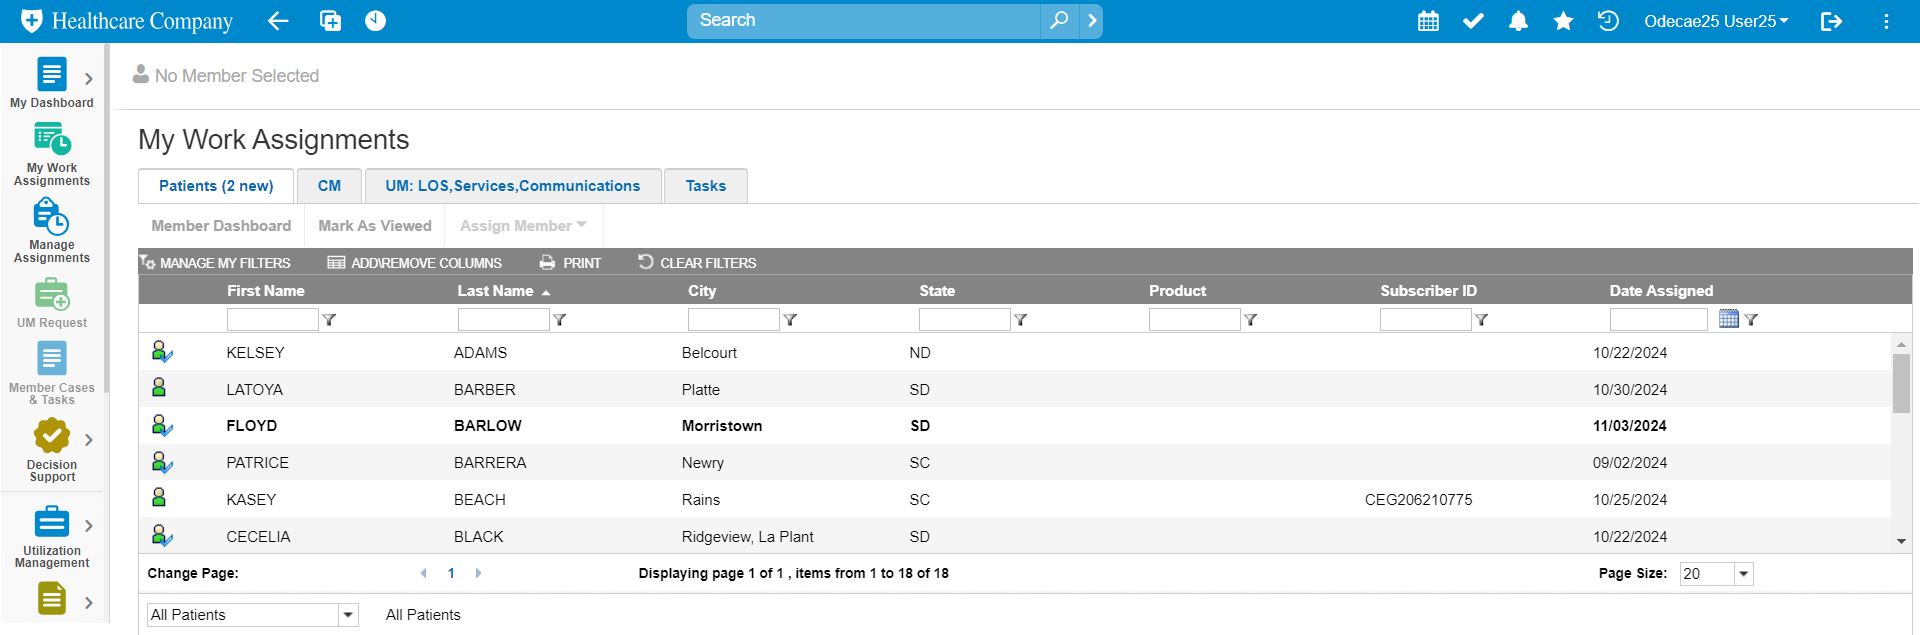 Healthcare Company
Search
Odecae25 User25
My Dashboard
My Work
Assignments
Manage
Assignments
UM Request
Member Cases
& Tasks
Decision
Support
Utilization
Management
No Member Selected
My Work Assignments
Patients (2 new) CM UM: LOS,Services,Communications Tasks
Member Dashboard Mark As Viewed Assign Member
MANAGE MY FILTERS ADD\REMOVE COLUMNS PRINT CLEAR FILTERS
First Name Last Name City State Product Subscriber ID Date Assigned
KELSEY ADAMS Belcourt ND 10/22/2024
LATOYA BARBER Platte SD 10/30/2024
FLOYD BARLOW Morristown SD 11/03/2024
PATRICE BARRERA Newry SC 09/02/2024
KASEY BEACH Rains SC CEG206210775 10/25/2024
CECELIA BLACK Ridgeview, La Plant SD 10/22/2024
Change Page: 1 Displaying page 1 of 1 , items from 1 to 18 of 18 Page Size: 20
All Patients All Patients